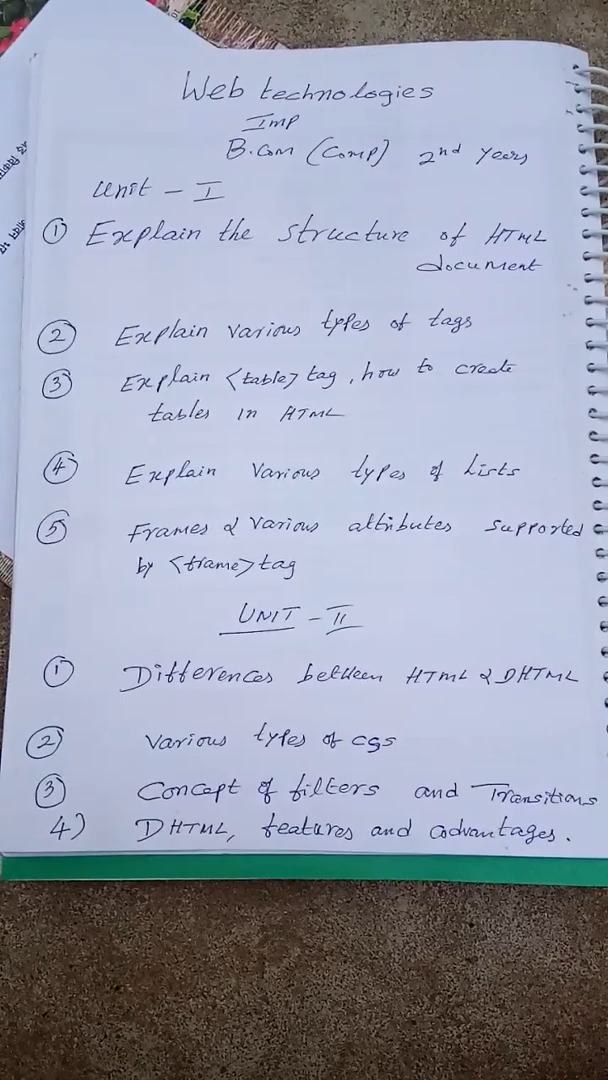 Web technologies
Imp
B.com (Comp) 2nd years
Unit - I
① Explain the structure of HTML
document
② Explain various types of tags
③ Explain <table> tag, how to create
tables in HTML
④ Explain Various types of Lists
⑤ Frames & Various attributes supported
by <frame> tag
UNIT - II
① Differences between HTML & DHTML
② Various types of CSS
③ Concept of filters and Transitions
4) DHTML, features and advantages.